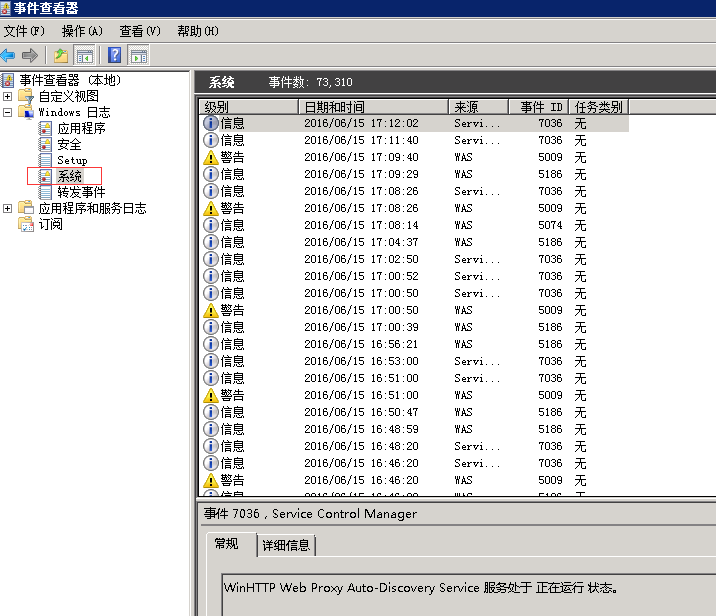 事件查看器
文件(F) 操作(A) 查看(V) 帮助(H)
事件查看器 (本地)
自定义视图
Windows 日志
应用程序
安全
Setup
系统
转发事件
应用程序和服务日志
订阅
系统 事件数: 73,310
级别 日期和时间 来源 事件 ID 任务类别
信息 2016/06/15 17:12:02 Servi... 7036 无
信息 2016/06/15 17:11:40 Servi... 7036 无
警告 2016/06/15 17:09:40 WAS 5009 无
信息 2016/06/15 17:09:29 WAS 5186 无
信息 2016/06/15 17:08:26 Servi... 7036 无
警告 2016/06/15 17:08:26 WAS 5009 无
信息 2016/06/15 17:08:14 WAS 5074 无
信息 2016/06/15 17:04:37 WAS 5186 无
信息 2016/06/15 17:02:50 Servi... 7036 无
信息 2016/06/15 17:00:52 Servi... 7036 无
信息 2016/06/15 17:00:50 Servi... 7036 无
警告 2016/06/15 17:00:50 WAS 5009 无
信息 2016/06/15 17:00:39 WAS 5186 无
信息 2016/06/15 16:56:21 WAS 5186 无
信息 2016/06/15 16:53:00 Servi... 7036 无
信息 2016/06/15 16:51:00 Servi... 7036 无
警告 2016/06/15 16:51:00 WAS 5009 无
信息 2016/06/15 16:50:47 WAS 5186 无
信息 2016/06/15 16:48:59 WAS 5186 无
信息 2016/06/15 16:48:20 Servi... 7036 无
信息 2016/06/15 16:46:20 Servi... 7036 无
警告 2016/06/15 16:46:20 WAS 5009 无
事件 7036，Service Control Manager
常规 详细信息
WinHTTP Web Proxy Auto-Discovery Service 服务处于 正在运行 状态。